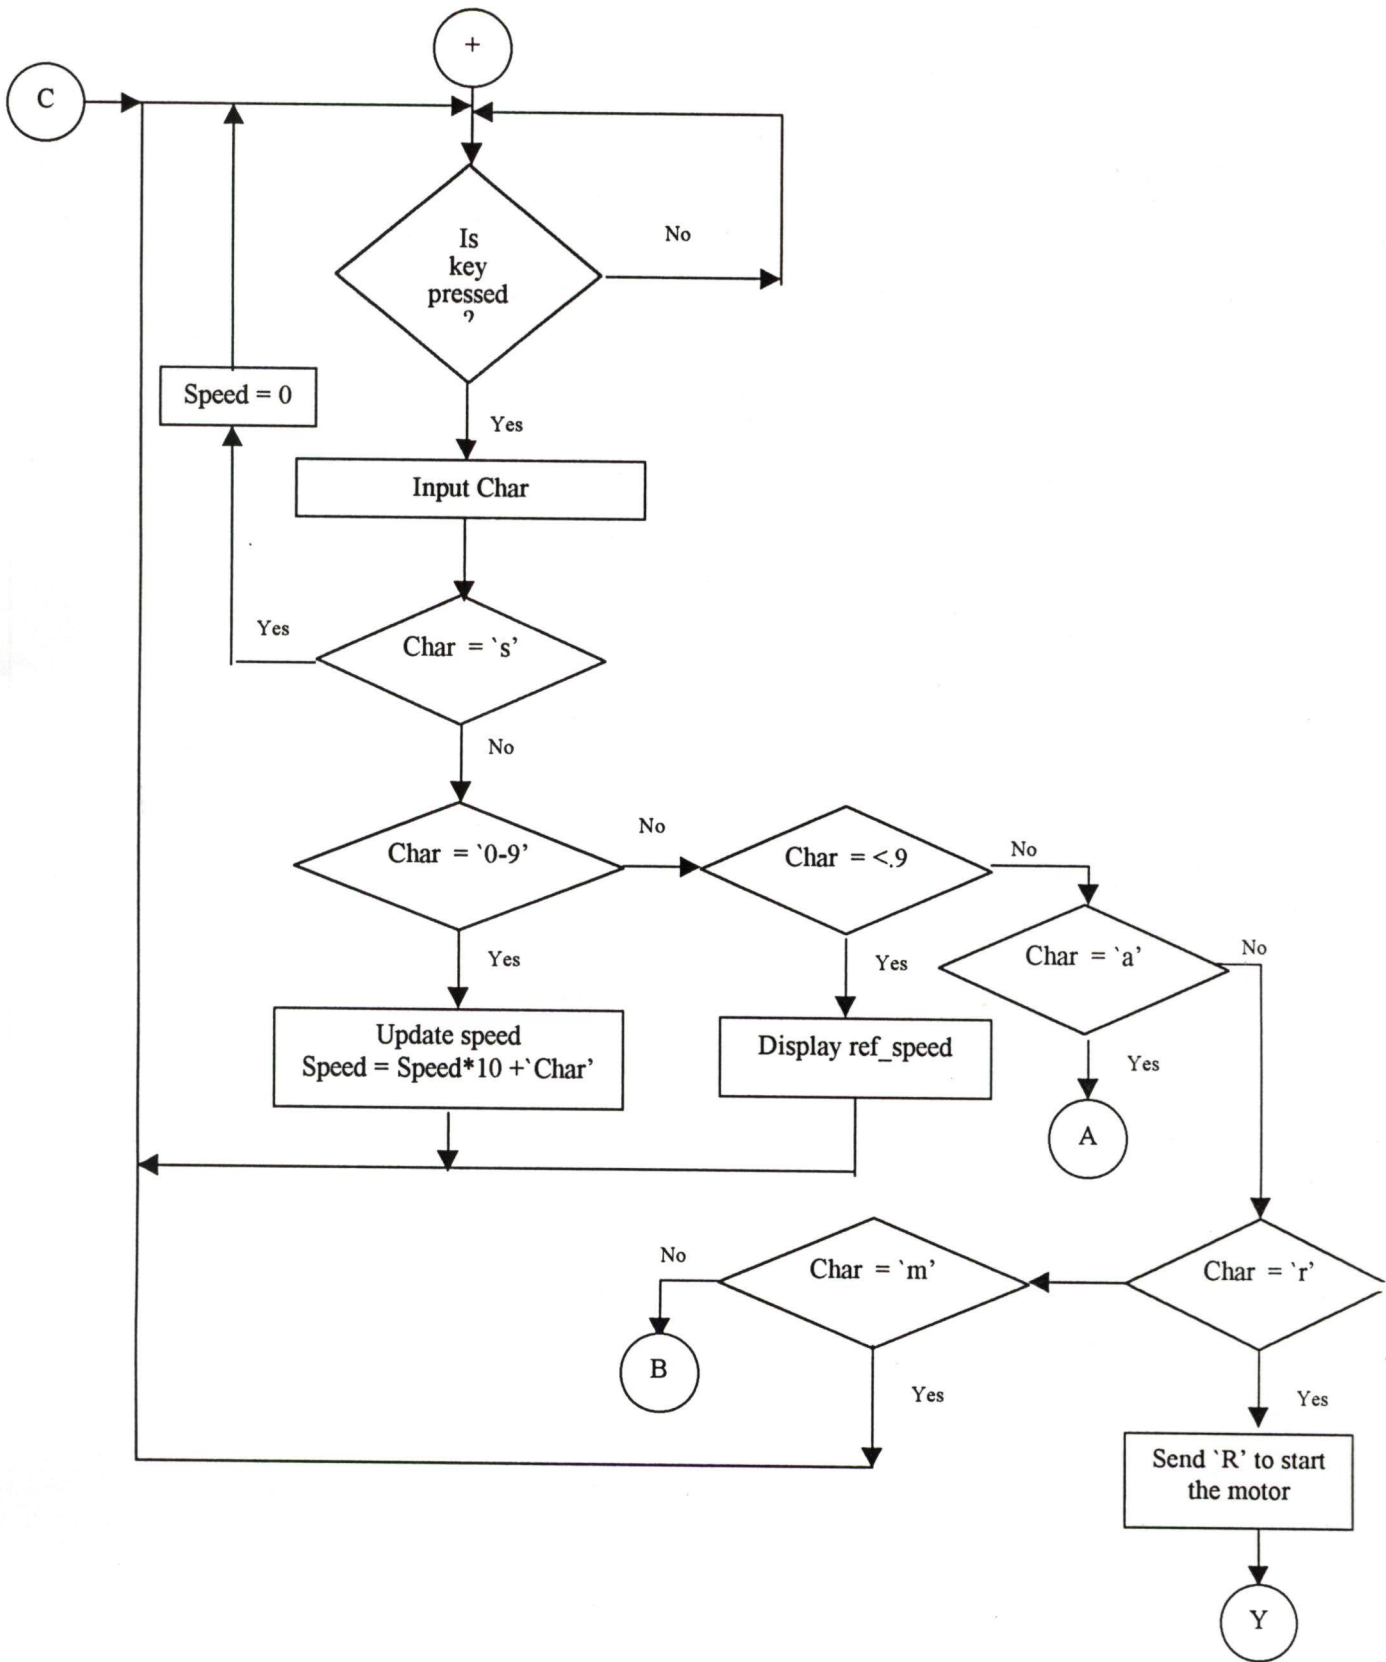 +
C
Is
key
pressed
?
No
Speed = 0
Yes
Input Char
Yes
Char = `s’
No
Char = `0-9’
No
Char = <.9
No
Yes
Update speed
Speed = Speed*10 +`Char’
Yes
Display ref_speed
Char = `a’
No
Yes
A
No
Char = `m’
Char = `r’
B
Yes
Yes
Send `R’ to start
the motor
Y